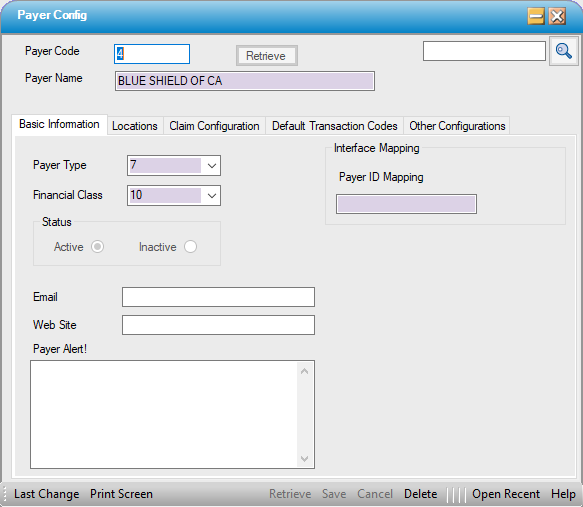 Payer Config
Payer Code 4 Retrieve
Payer Name BLUE SHIELD OF CA
Basic Information Locations Claim Configuration Default Transaction Codes Other Configurations
Payer Type 7
Financial Class 10
Status
Active Inactive
Interface Mapping
Payer ID Mapping
Email
Web Site
Payer Alert!
Last Change Print Screen Retrieve Save Cancel Delete Open Recent Help